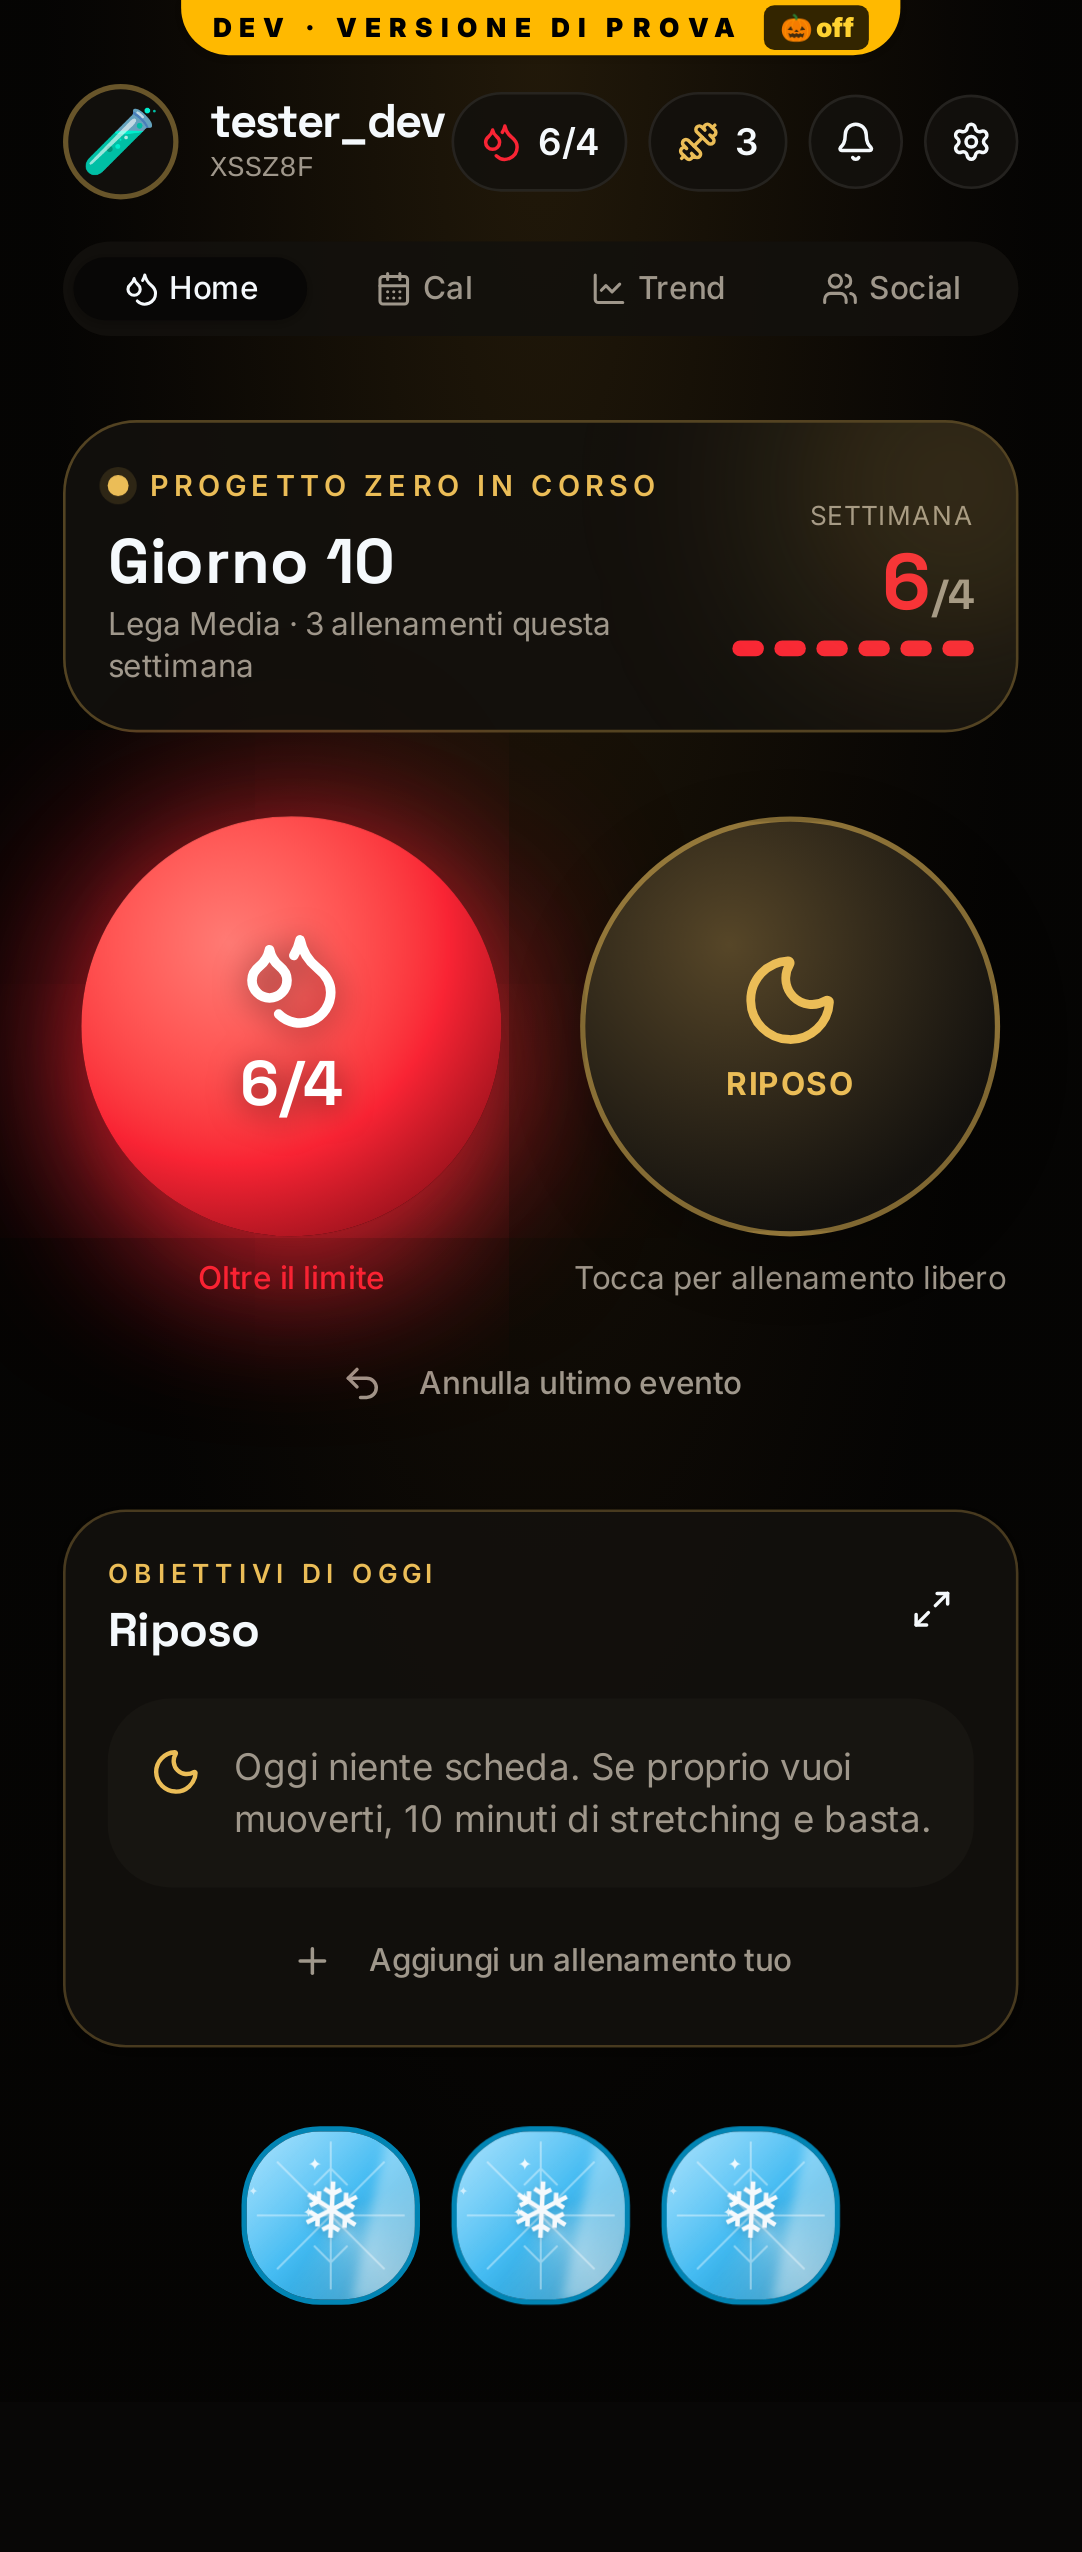 DEV · VERSIONE DI PROVA 🎃 off
tester_dev
XSSZ8F
6/4
3
Home
Cal
Trend
Social
PROGETTO ZERO IN CORSO
Giorno 10
Lega Media · 3 allenamenti questa
settimana
SETTIMANA
6/4
6/4
RIPOSO
Oltre il limite
Tocca per allenamento libero
Annulla ultimo evento
OBIETTIVI DI OGGI
Riposo
Oggi niente scheda. Se proprio vuoi
muoverti, 10 minuti di stretching e basta.
Aggiungi un allenamento tuo